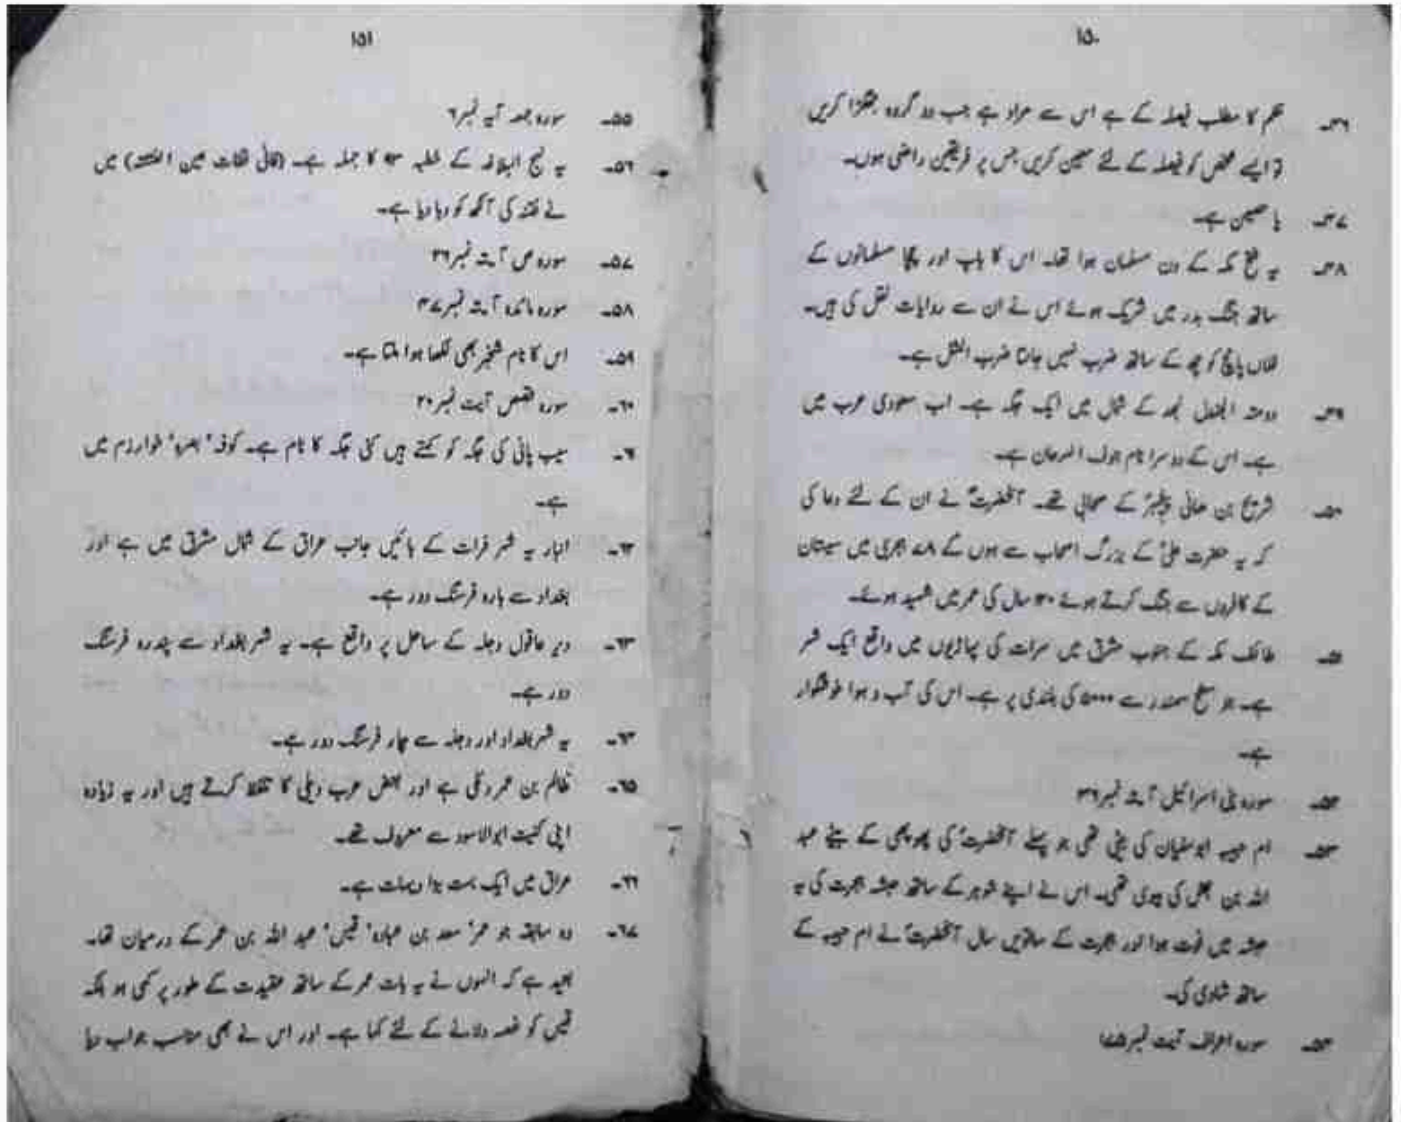 ۱۵۰
۴۶۔ حکم کا مطلب فیصلہ کے ہے اس سے مراد ہے جب دو گروہ جھگڑا کریں
تو ایسے شخص کو فیصلہ کے لئے معین کریں جس پر فریقین راضی ہوں۔
۴۷۔ یا معین ہے۔
۴۸۔ یہ فتح مکہ کے دن مسلمان ہوا تھا۔ اس کا باپ اور چچا مسلمانوں کے
ساتھ جنگ بدر میں شریک ہوئے اس نے ان سے روایات نقل کی ہیں۔
فلاں پانچ کو چھ کے ساتھ ضرب نہیں جانتا ضرب المثل ہے۔
۴۹۔ دومتہ الجندل نجد کے شمال میں ایک جگہ ہے۔ اب سعودی عرب میں
ہے۔ اس کے دوسرا نام جوف السرحان ہے۔
۵۰۔ شریح بن حانی پیغمبرؐ کے صحابی تھے۔ آنحضرتؐ نے ان کے لئے دعا کی
کہ یہ حضرت علیؑ کے بزرگ اصحاب سے ہوں گے ۷۸ ہجری میں سیستان
کے کافروں سے جنگ کرتے ہوئے ۱۲۰ سال کی عمر میں شہید ہوئے۔
۵۱۔ طائف مکہ کے جنوب مشرق میں سرات کی پہاڑیوں میں واقع ایک شہر
ہے۔ جو سطح سمندر سے ۵۰۰۰ کی بلندی پر ہے۔ اس کی آب و ہوا خوشگوار
ہے۔
۵۲۔ سورہ بنی اسرائیل آیتہ نمبر ۳۶
۵۳۔ ام حبیبہ ابوسفیان کی بیٹی تھی جو پہلے آنحضرتؐ کی پھوپھی کے بیٹے عبد
اللہ بن جحش کی بیوی تھی۔ اس نے اپنے شوہر کے ساتھ حبشہ ہجرت کی یہ
حبشہ میں فوت ہوا اور ہجرت کے ساتویں سال آنحضرتؐ نے ام حبیبہ کے
ساتھ شادی کی۔
۵۴۔ سورہ اعراف آیت نمبر
۱۵۱
۵۵۔ سورہ جمعہ آیہ نمبر ۶
۵۶۔ یہ نہج البلاغہ کے خطبہ ۹۳ کا جملہ ہے۔ (فانی فقات عین الفتنتہ) میں
نے فتنہ کی آنکھ کو دبا دیا ہے۔
۵۷۔ سورہ ص آیتہ نمبر ۲۶
۵۸۔ سورہ مائدہ آیتہ نمبر ۴۷
۵۹۔ اس کا نام شجر بھی لکھا ہوا ملتا ہے۔
۶۰۔ سورہ قصص آیت نمبر ۲۰
۶۱۔ سیب پانی کی جگہ کو کہتے ہیں کئی جگہ کا نام ہے۔ کوفہ' بصرہ' خوارزم میں
ہے۔
۶۲۔ انبار یہ شہر فرات کے بائیں جانب عراق کے شمال مشرق میں ہے اور
بغداد سے بارہ فرسنگ دور ہے۔
۶۳۔ دیر عاقول دجلہ کے ساحل پر واقع ہے۔ یہ شہر بغداد سے پندرہ فرسنگ
دور ہے۔
۶۴۔ یہ شہر بغداد اور دجلہ سے چار فرسنگ دور ہے۔
۶۵۔ ظالم بن عمر دئلی ہے اور بعض عرب دیلی کا تلفظ کرتے ہیں اور یہ زیادہ
اپنی کنیت ابوالاسود سے معروف تھے۔
۶۶۔ عراق میں ایک بہت بڑا دیہات ہے۔
۶۷۔ وہ سابقہ جو عمر' سعد بن عبادہ' قیس' عبد اللہ بن عمر کے درمیان تھا۔
بعید ہے کہ انہوں نے یہ بات عمر کے ساتھ عقیدت کے طور پر کہی ہو بلکہ
قیس کو غصہ دلانے کے لئے کہا ہے۔ اور اس نے بھی مناسب جواب دیا